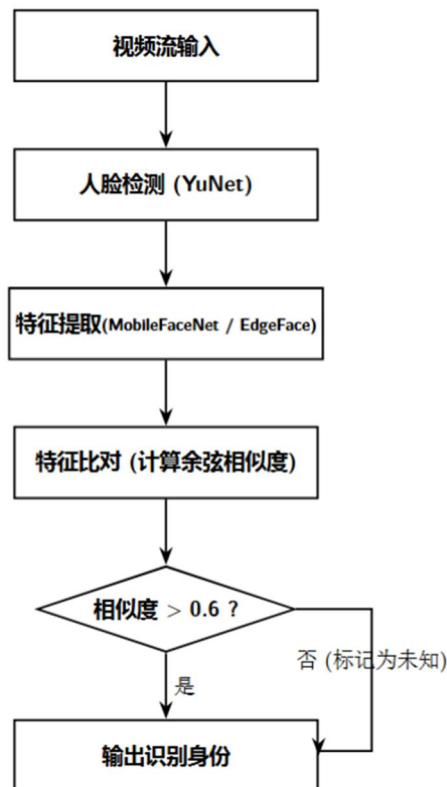 视频流输入
人脸检测 (YuNet)
特征提取(MobileFaceNet / EdgeFace)
特征比对 (计算余弦相似度)
相似度 > 0.6 ?
否 (标记为未知)
是
输出识别身份